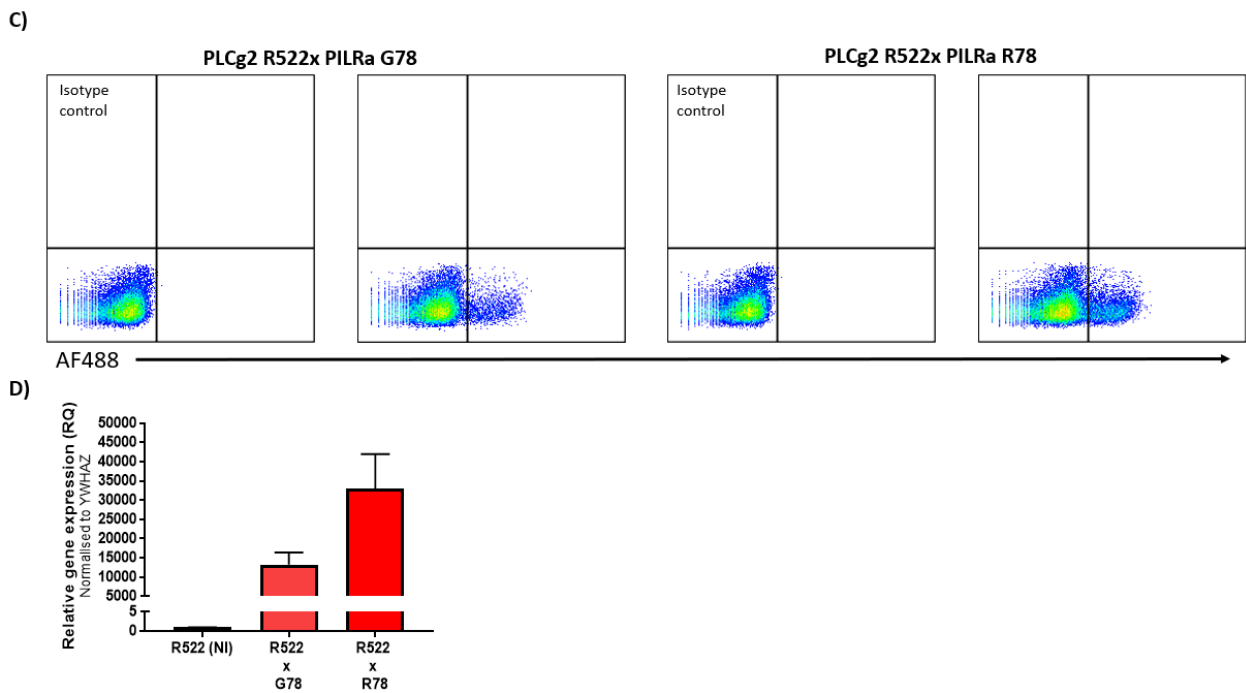 C)
PLCg2 R522x PILRa G78
PLCg2 R522x PILRa R78
Isotype
control
Isotype
control
AF488
D)
Relative gene expression (RQ)
Normalised to YWHAZ
50000
45000
40000
35000
30000
25000
20000
15000
10000
5000
5
0
R522 (NI)
R522
x
G78
R522
x
R78